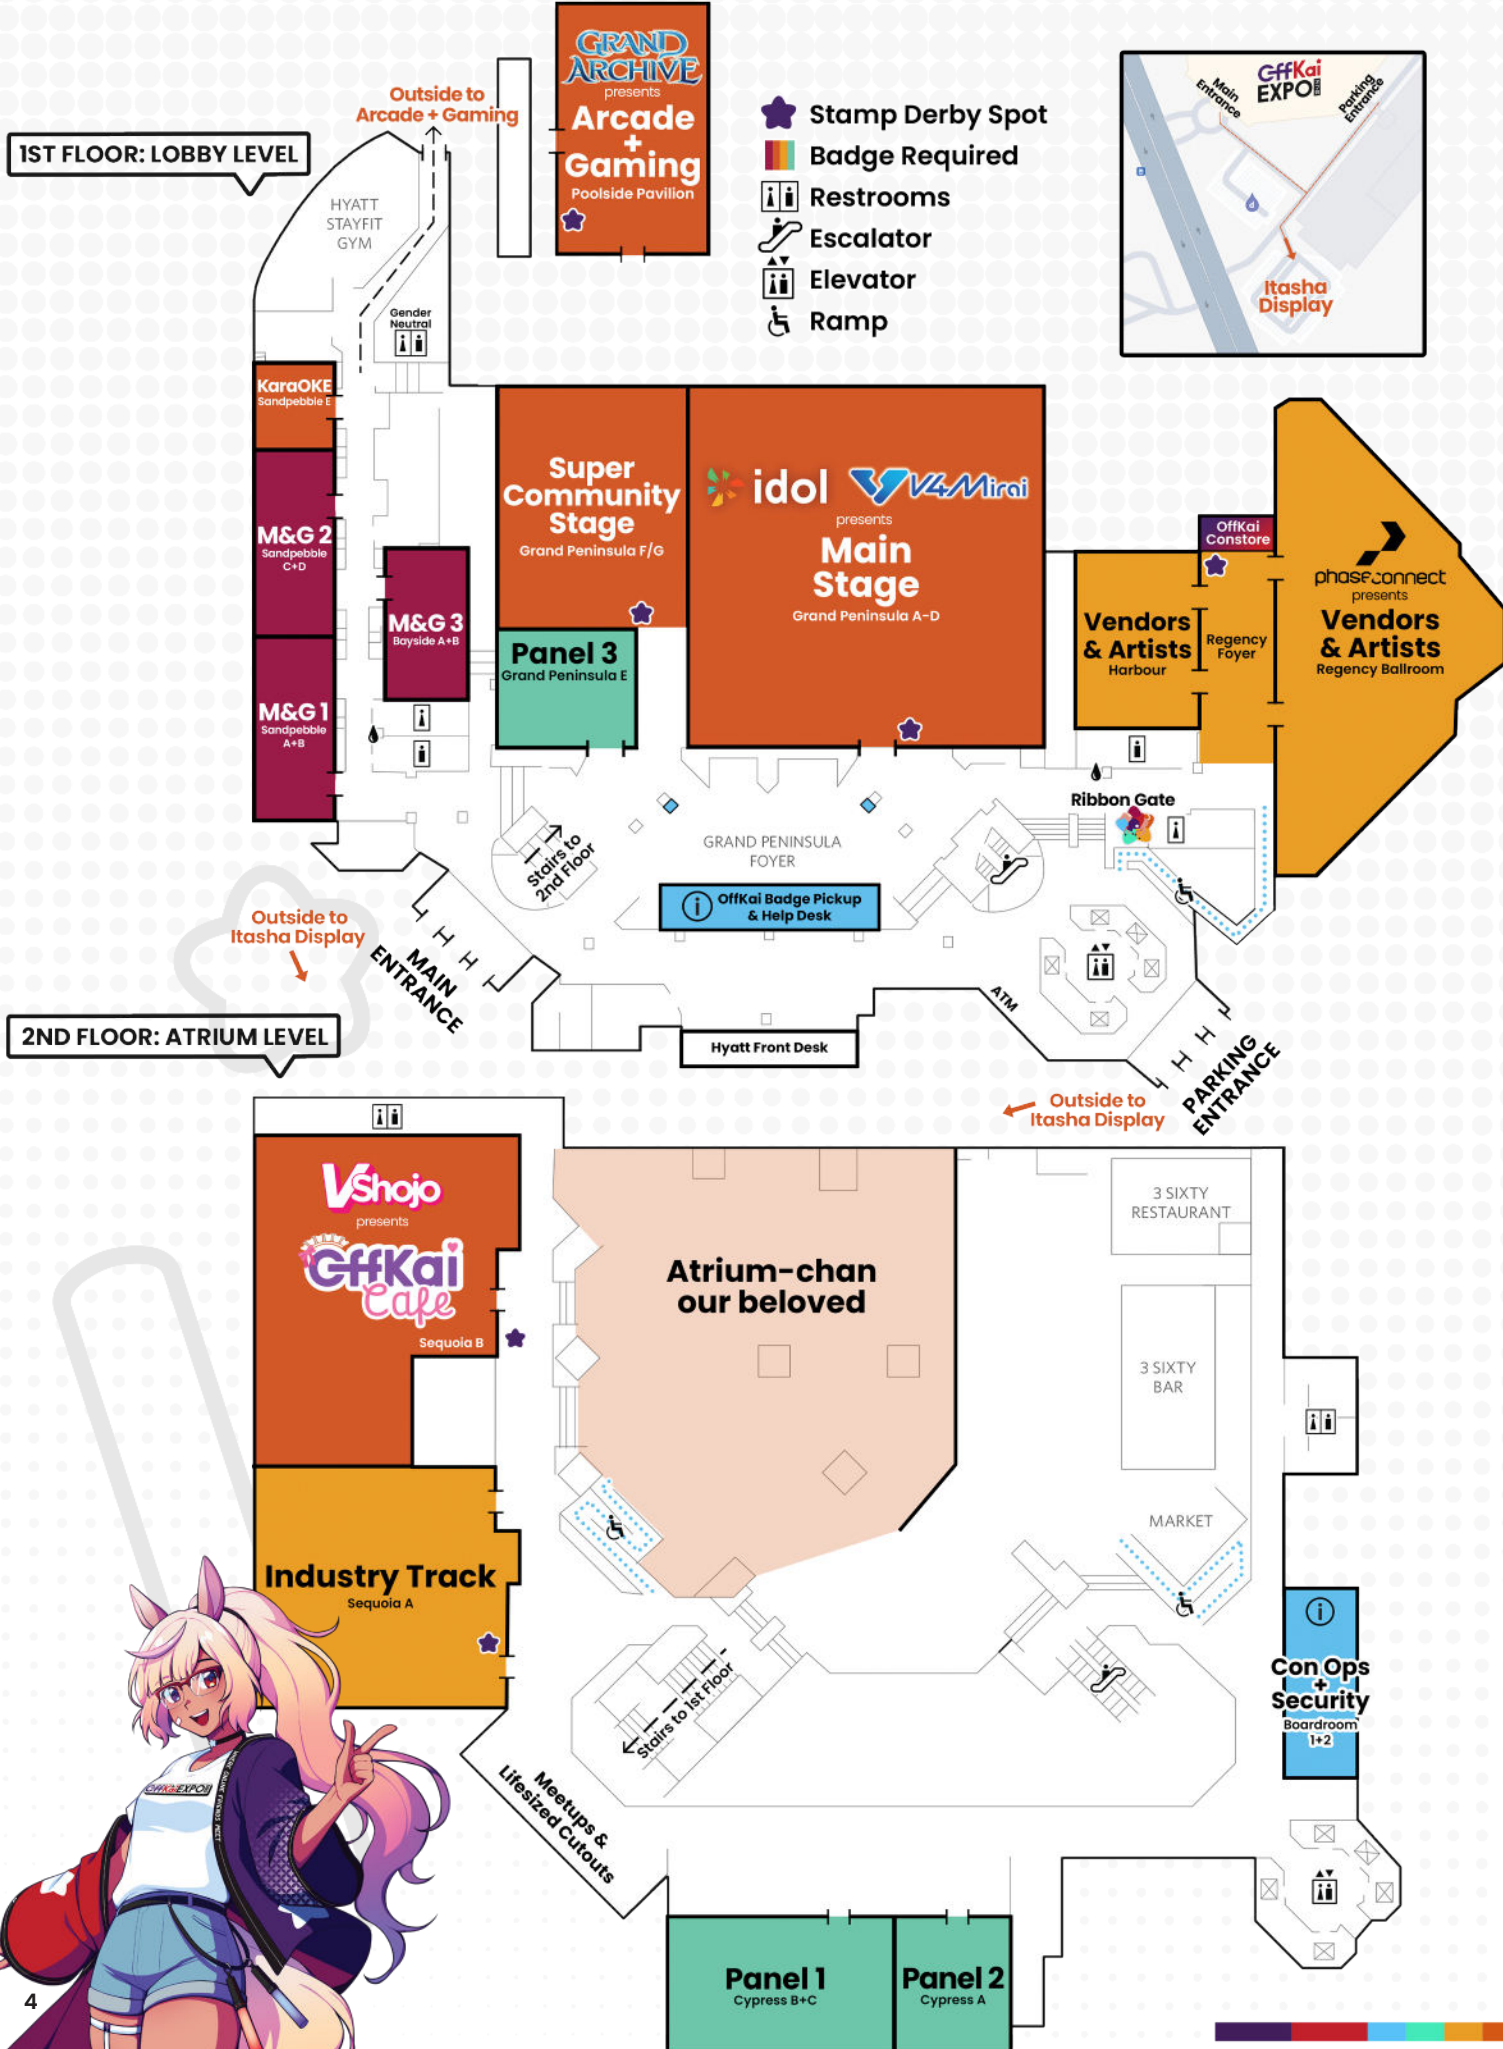 GRAND
ARCHIVE
presents
Arcade
+
Gaming
Poolside Pavilion
Outside to
Arcade + Gaming
1ST FLOOR: LOBBY LEVEL
Stamp Derby Spot
Badge Required
Restrooms
Escalator
Elevator
Ramp
OffKai
EXPO
Main
Entrance
Parking
Entrance
Itasha
Display
HYATT
STAYFIT
GYM
Gender
Neutral
KaraOKE
Sandpebble E
M&G 2
Sandpebble
C+D
M&G 3
Bayside A+B
M&G 1
Sandpebble
A+B
Super
Community
Stage
Grand Peninsula F/G
Panel 3
Grand Peninsula E
idol
V4Mirai
presents
Main
Stage
Grand Peninsula A-D
OffKai
Constore
Vendors
& Artists
Harbour
Regency
Foyer
phase connect
presents
Vendors
& Artists
Regency Ballroom
Ribbon Gate
Stairs to
2nd Floor
GRAND PENINSULA
FOYER
OffKai Badge Pickup
& Help Desk
Outside to
Itasha Display
MAIN
ENTRANCE
ATM
Hyatt Front Desk
PARKING
ENTRANCE
Outside to
Itasha Display
2ND FLOOR: ATRIUM LEVEL
VShojo
presents
OffKai
Cafe
Sequoia B
Atrium-chan
our beloved
3 SIXTY
RESTAURANT
3 SIXTY
BAR
MARKET
Industry Track
Sequoia A
Con Ops
+
Security
Boardroom
1+2
Stairs to 1st Floor
Meetups &
Lifesized Cutouts
Panel 1
Cypress B+C
Panel 2
Cypress A
OffKaiEXPO
4